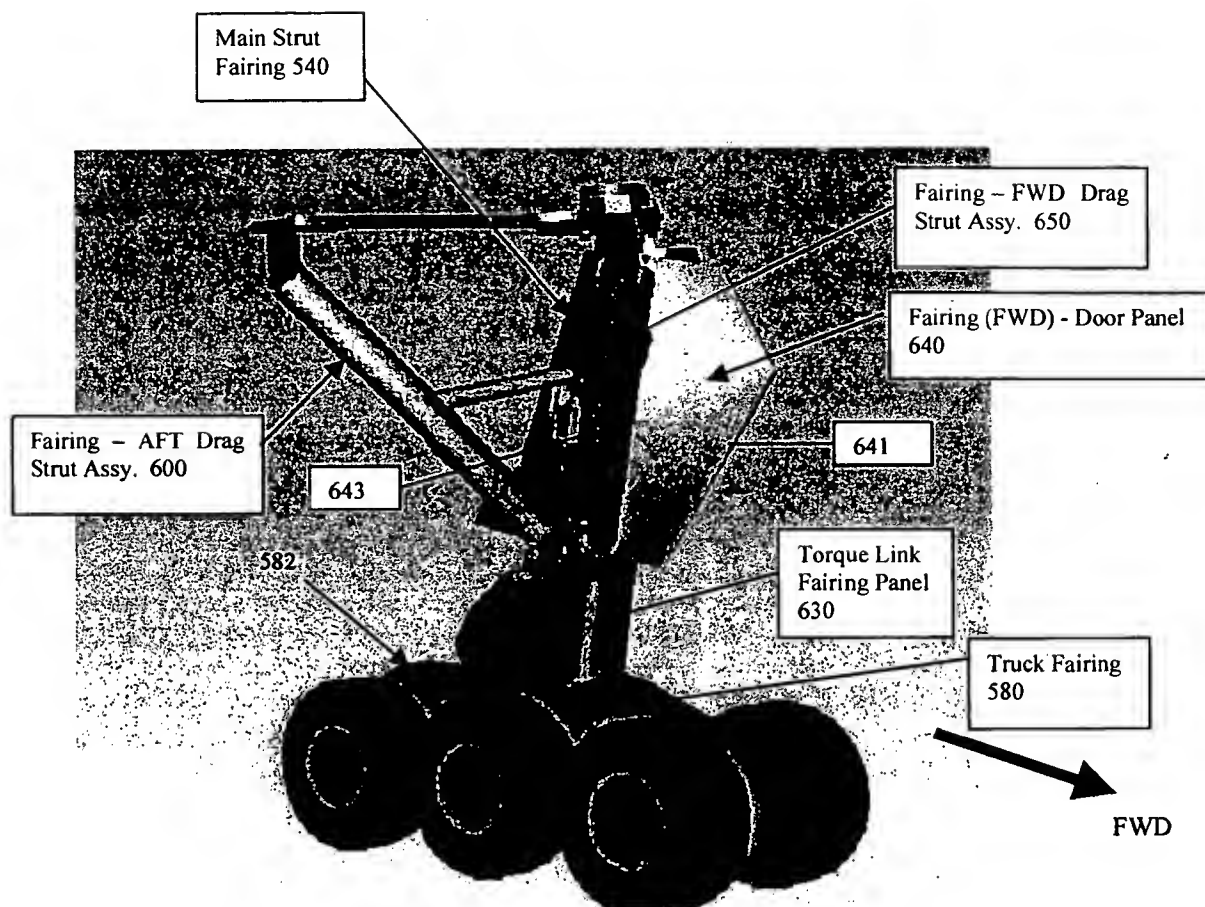 Main Strut
Fairing 540
Fairing – FWD Drag
Strut Assy. 650
Fairing (FWD) - Door Panel
640
Fairing – AFT Drag
Strut Assy. 600
643
641
582
Torque Link
Fairing Panel
630
Truck Fairing
580
FWD